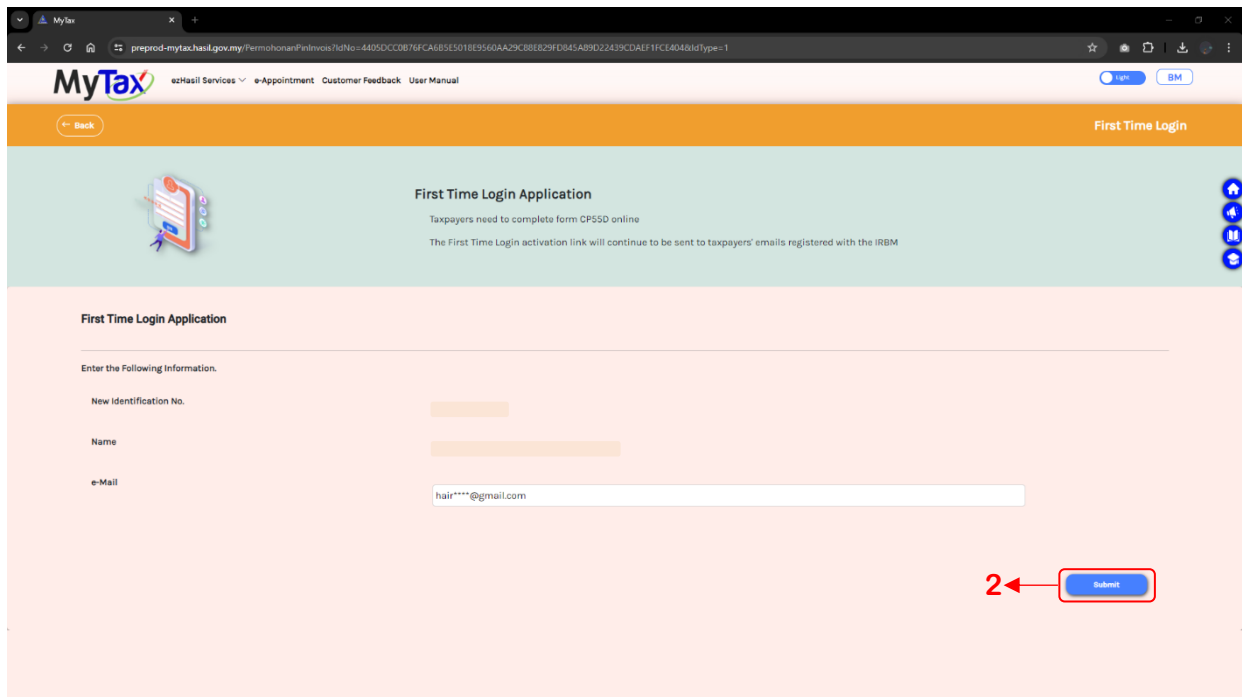 MyTax
preprod-mytax.hasil.gov.my/PermohonanPinInvois?IdNo=4405DCC0B76FCA6B5E5018E9560AA29C88E829FD845A89D22439CDAEF1FCE404&IdType=1
MyTax ezHasil Services e-Appointment Customer Feedback User Manual Light BM
← Back First Time Login
First Time Login Application
Taxpayers need to complete form CP55D online
The First Time Login activation link will continue to be sent to taxpayers' emails registered with the IRBM
First Time Login Application
Enter the Following Information.
New Identification No.
Name
e-Mail
hair****@gmail.com
2 Submit